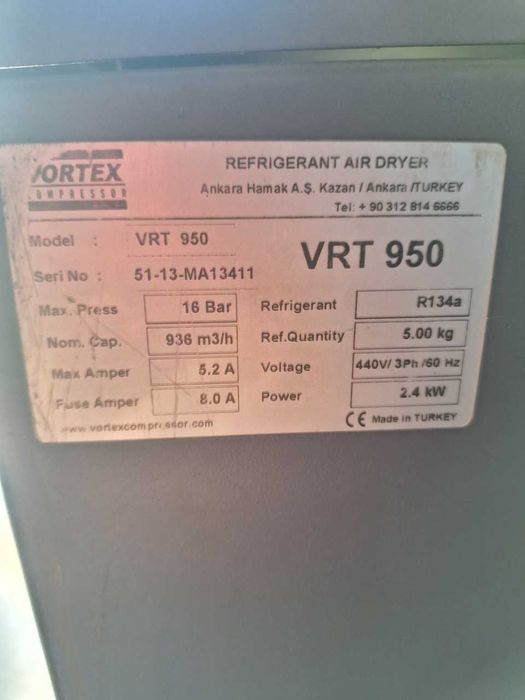 VORTEX
COMPRESSOR
REFRIGERANT AIR DRYER
Ankara Hamak A.Ş. Kazan / Ankara /TURKEY
Tel: + 90 312 814 6666
Model : VRT 950
VRT 950
Seri No : 51-13-MA13411
Max. Press 16 Bar Refrigerant R134a
Nom. Cap. 936 m3/h Ref.Quantity 5.00 kg
Max Amper 5.2 A Voltage 440V/ 3Ph /60 Hz
Fuse Amper 8.0 A Power 2.4 kW
www.vortexcompressor.com CE Made in TURKEY